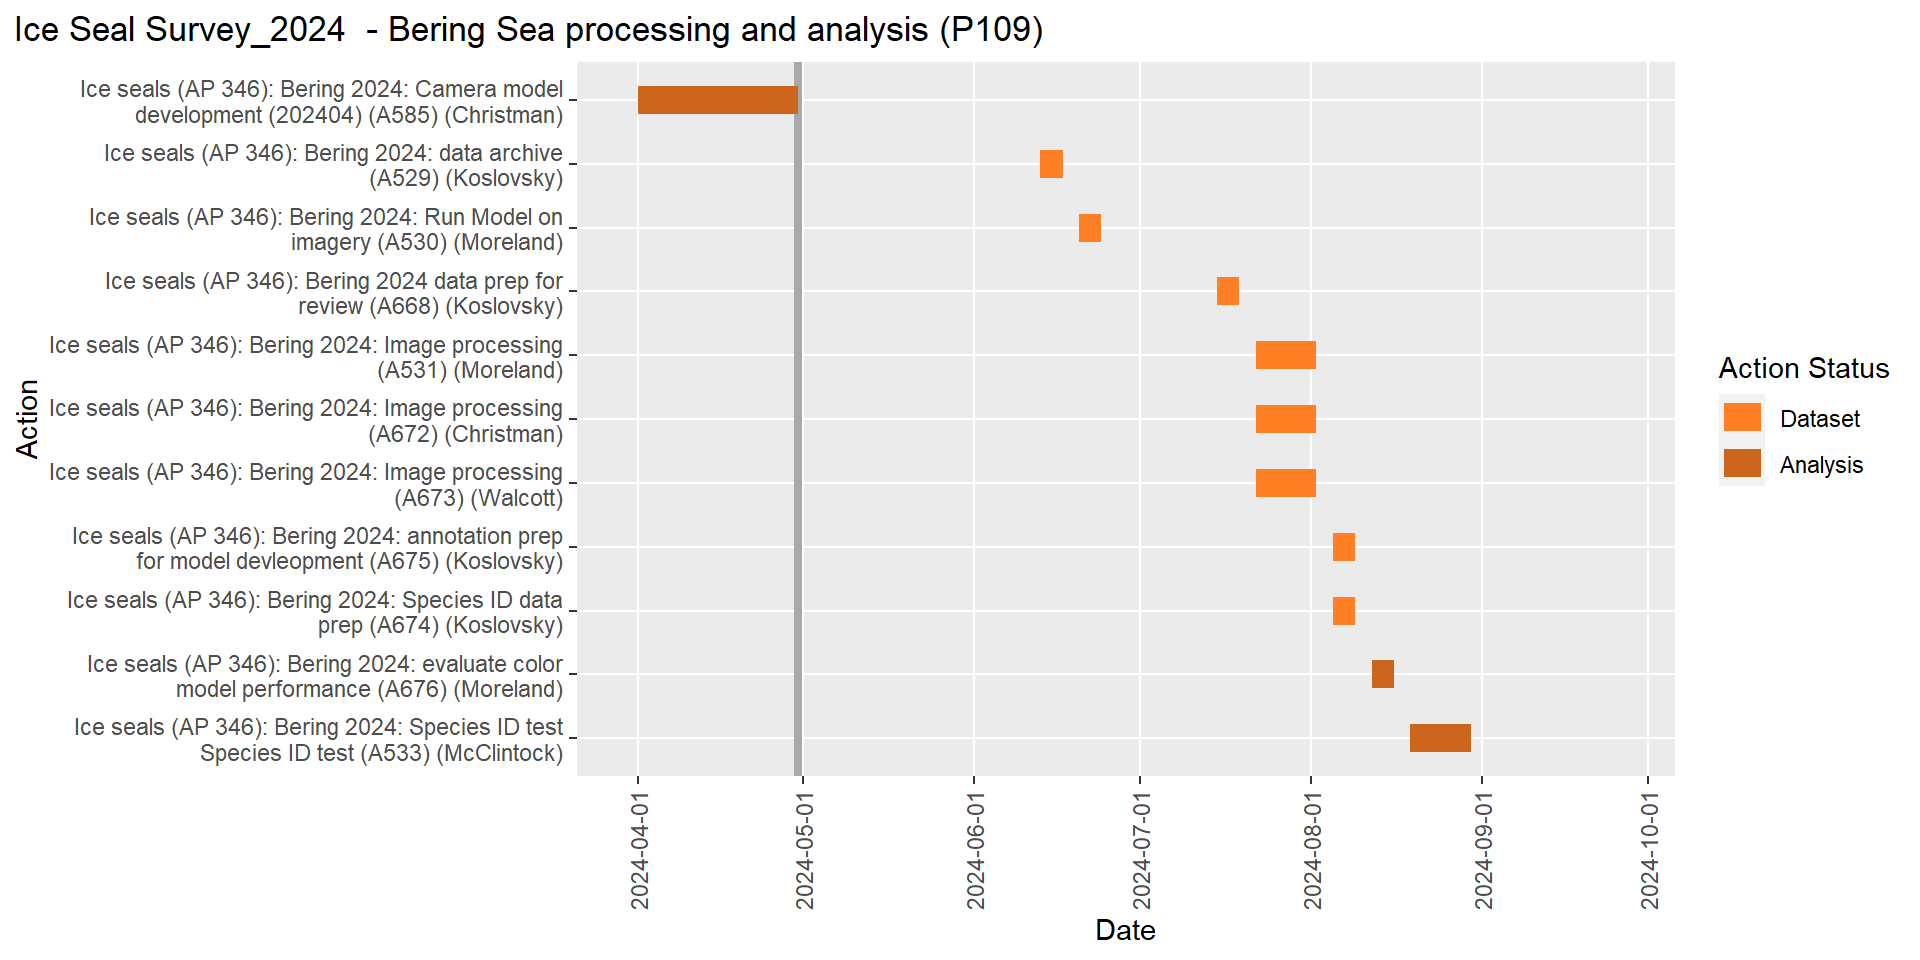 Ice Seal Survey_2024  - Bering Sea processing and analysis (P109)
Ice seals (AP 346): Bering 2024: Camera model
development (202404) (A585) (Christman)
Ice seals (AP 346): Bering 2024: data archive
(A529) (Koslovsky)
Ice seals (AP 346): Bering 2024: Run Model on
imagery (A530) (Moreland)
Ice seals (AP 346): Bering 2024 data prep for
review (A668) (Koslovsky)
Ice seals (AP 346): Bering 2024: Image processing
(A531) (Moreland)
Ice seals (AP 346): Bering 2024: Image processing
(A672) (Christman)
Ice seals (AP 346): Bering 2024: Image processing
(A673) (Walcott)
Ice seals (AP 346): Bering 2024: annotation prep
for model devleopment (A675) (Koslovsky)
Ice seals (AP 346): Bering 2024: Species ID data
prep (A674) (Koslovsky)
Ice seals (AP 346): Bering 2024: evaluate color
model performance (A676) (Moreland)
Ice seals (AP 346): Bering 2024: Species ID test
Species ID test (A533) (McClintock)
Action
2024-04-01
2024-05-01
2024-06-01
2024-07-01
2024-08-01
2024-09-01
2024-10-01
Date
Action Status
Dataset
Analysis